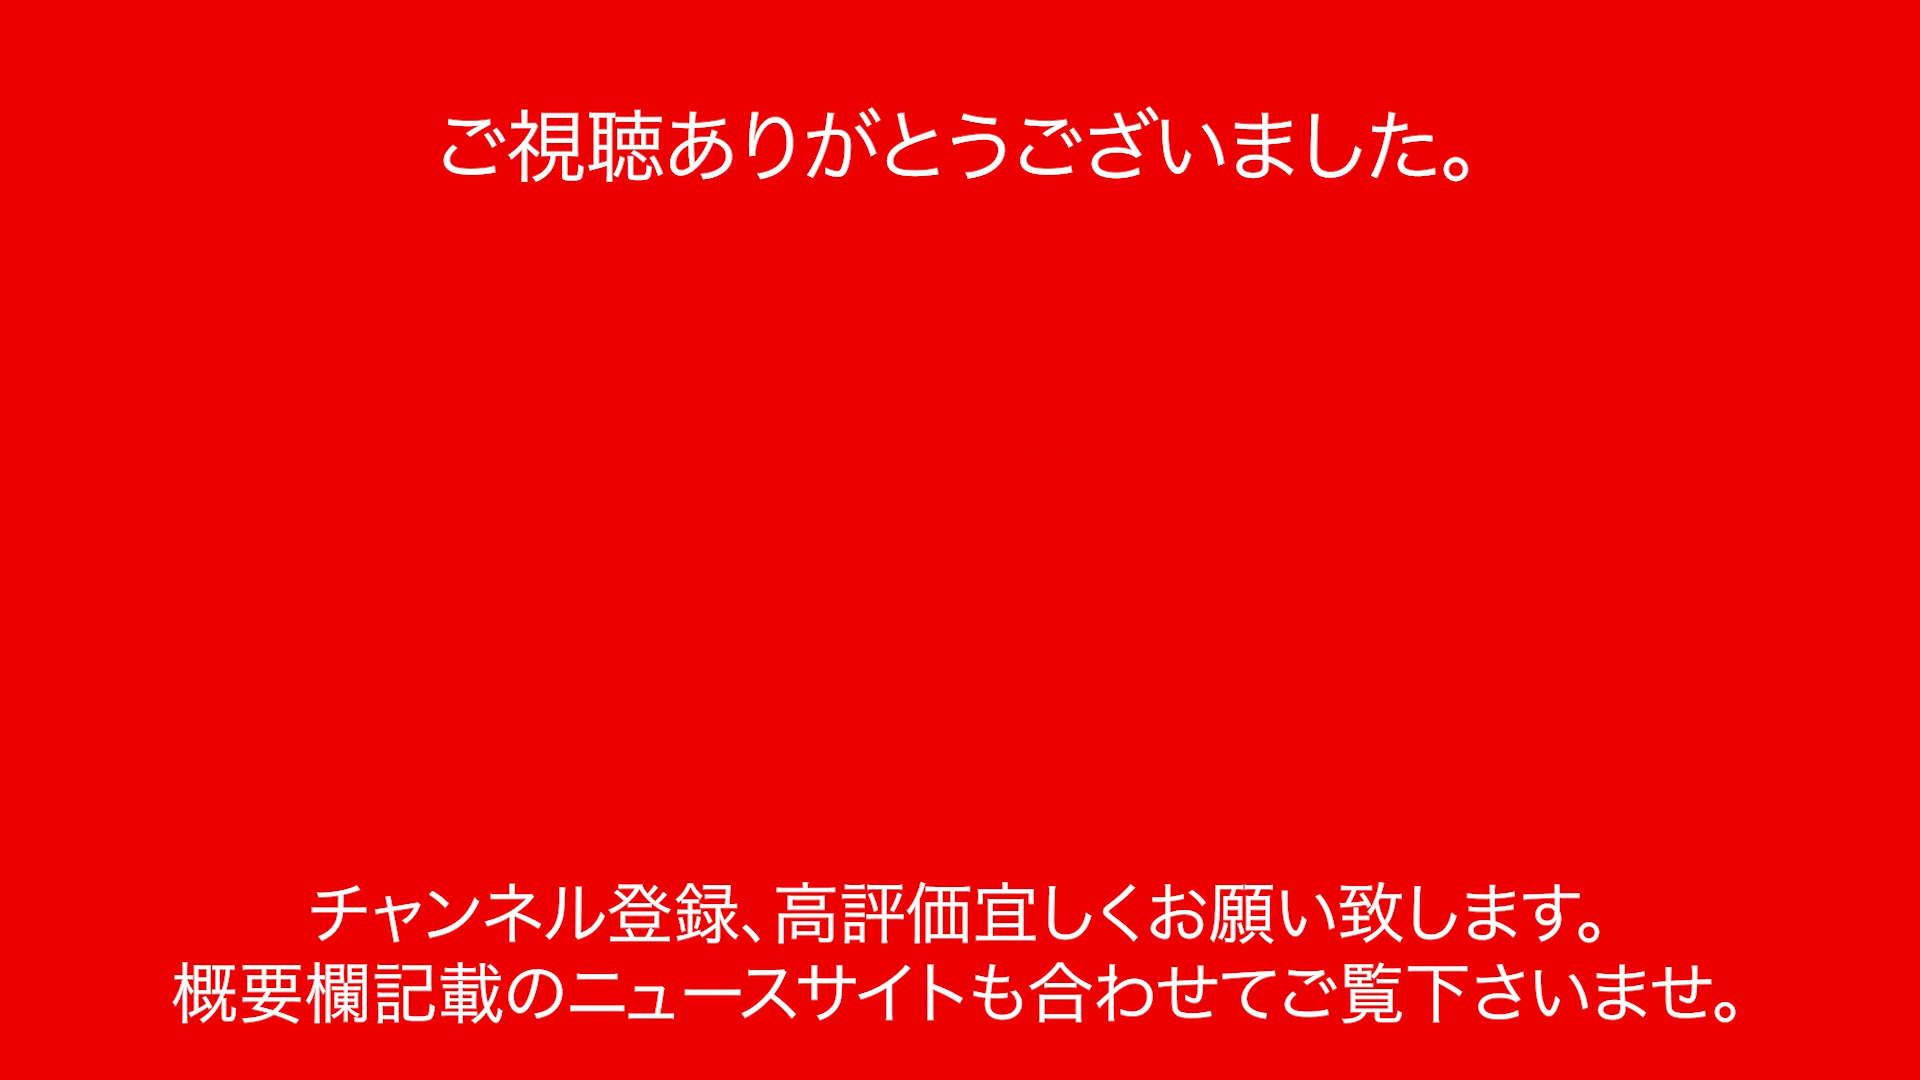 ご視聴ありがとうございました。
チャンネル登録、高評価宜しくお願い致します。
概要欄記載のニュースサイトも合わせてご覧下さいませ。